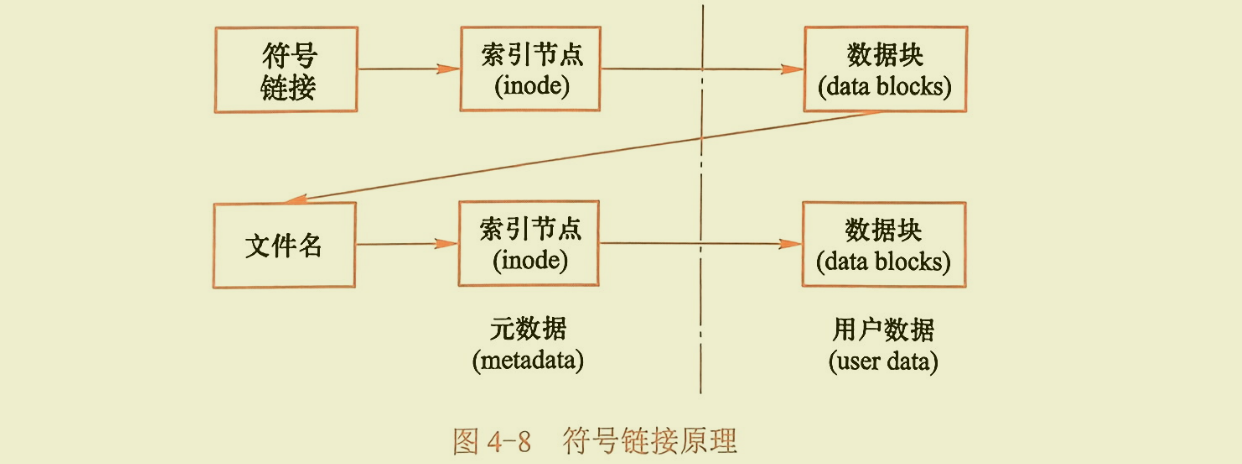 符号
链接
索引节点
(inode)
数据块
(data blocks)
文件名
索引节点
(inode)
数据块
(data blocks)
元数据
(metadata)
用户数据
(user data)
图 4-8 符号链接原理